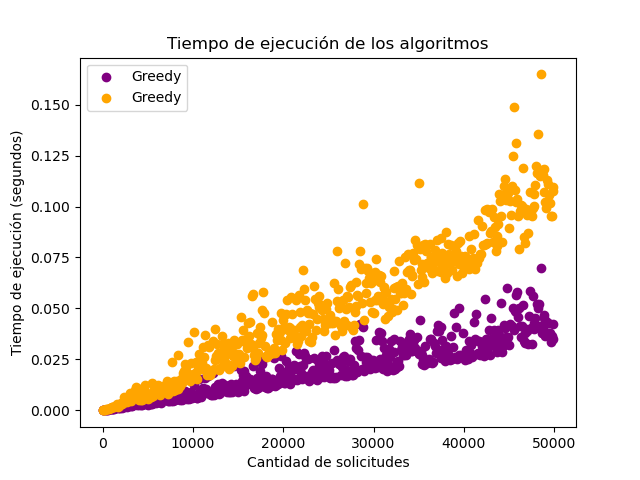 Tiempo de ejecución de los algoritmos
Greedy
Greedy
Tiempo de ejecución (segundos)
0.150
0.125
0.100
0.075
0.050
0.025
0.000
0 10000 20000 30000 40000 50000
Cantidad de solicitudes